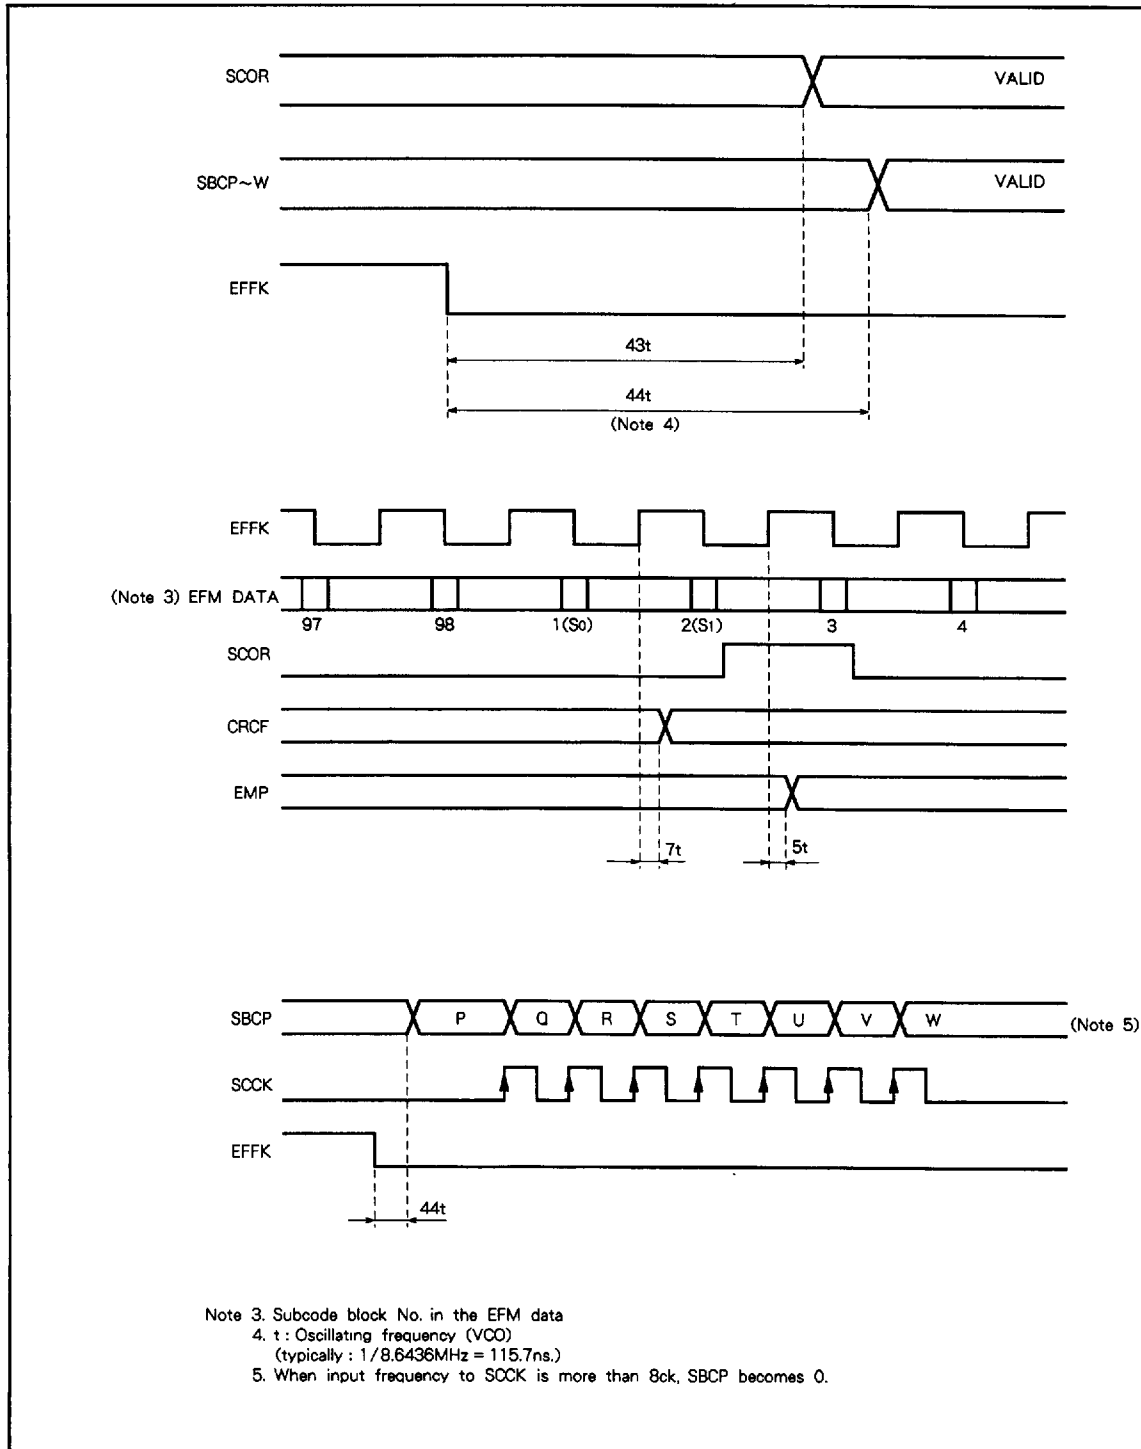 SCOR VALID
SBCP~W VALID
EFFK
43t
44t
(Note 4)
EFFK
(Note 3) EFM DATA
97 98 1(S0) 2(S1) 3 4
SCOR
CRCF
EMP
7t 5t
SBCP P Q R S T U V W (Note 5)
SCCK
EFFK
44t
Note 3. Subcode block No. in the EFM data
4. t : Oscillating frequency (VCO)
(typically : 1/8.6436MHz = 115.7ns.)
5. When input frequency to SCCK is more than 8ck, SBCP becomes 0.